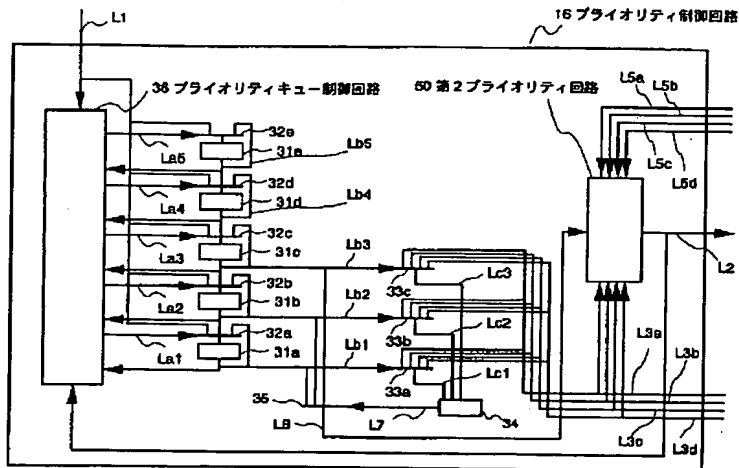 L1
16 プライオリティ制御回路
36 プライオリティキュー制御回路
50 第2プライオリティ回路
L5a
L5b
L5c
L5d
32e
31e
La5
Lb5
32d
31d
La4
Lb4
32c
31c
La3
Lb3
33c
Lc3
L2
32b
31b
La2
Lb2
33b
Lc2
32a
31a
La1
Lb1
33a
Lc1
L3a
L3b
35
L6
L7
34
L3c
L3d